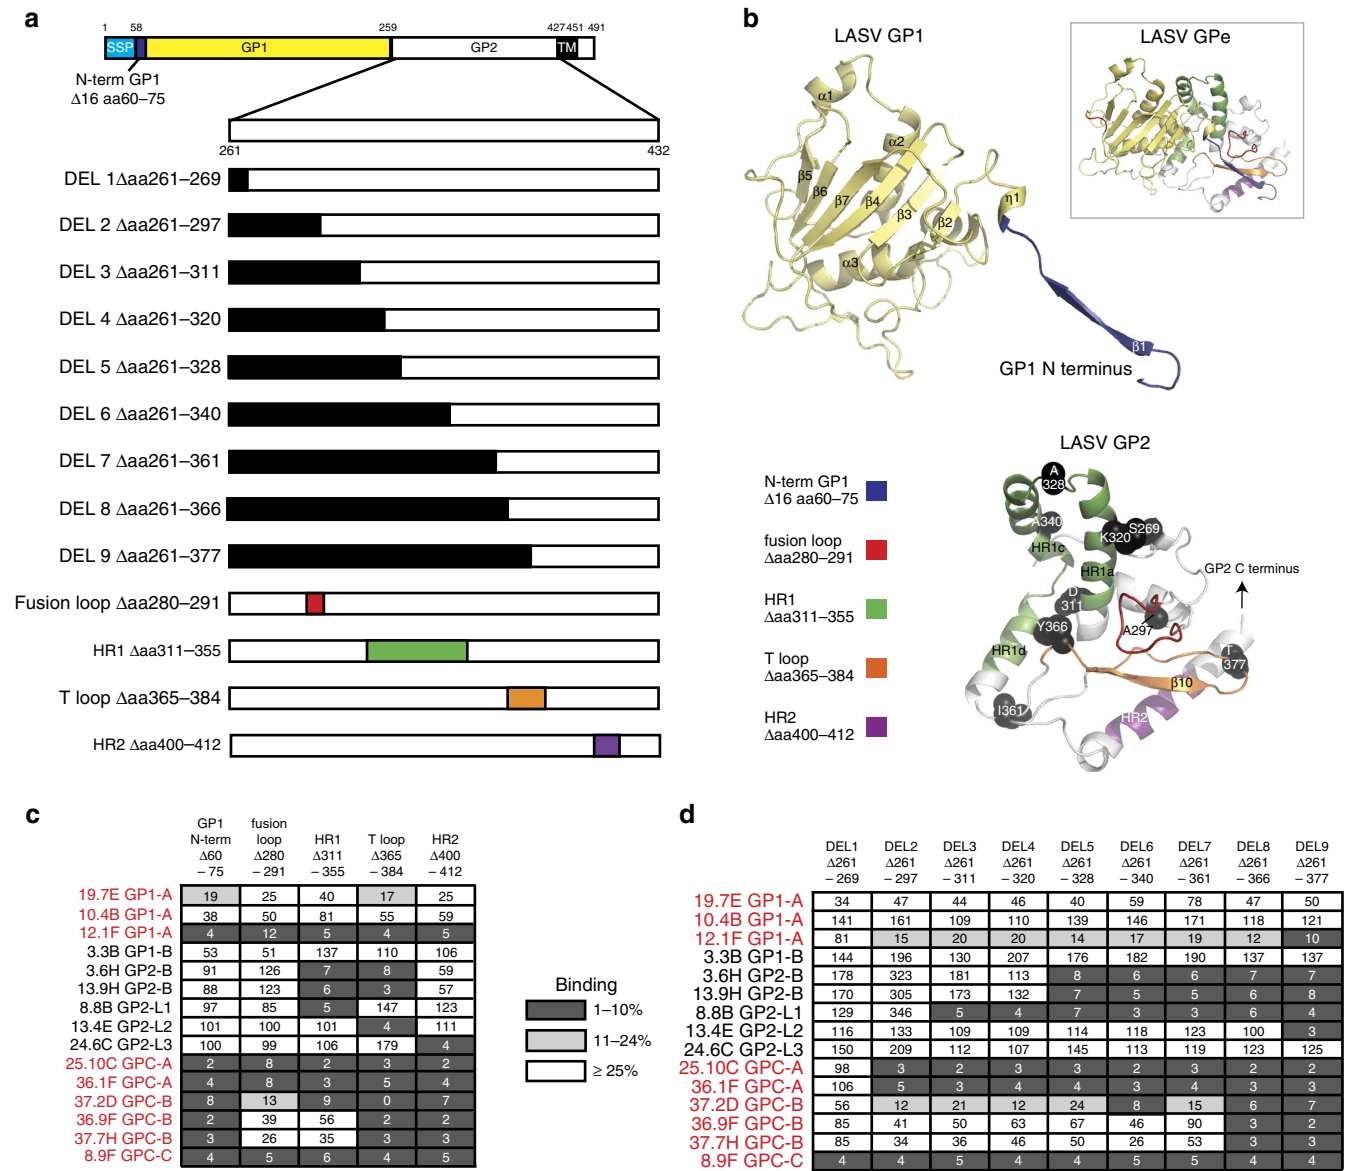 a
1 58 259 427 451 491
SSP GP1 GP2 TM
N-term GP1
Δ16 aa60–75
261 432
DEL 1Δaa261–269
DEL 2 Δaa261–297
DEL 3 Δaa261–311
DEL 4 Δaa261–320
DEL 5 Δaa261–328
DEL 6 Δaa261–340
DEL 7 Δaa261–361
DEL 8 Δaa261–366
DEL 9 Δaa261–377
Fusion loop Δaa280–291
HR1 Δaa311–355
T loop Δaa365–384
HR2 Δaa400–412
b
LASV GP1
α1
α2
β5
β6
β7
β4
β3
β2
α3
η1
β1
GP1 N terminus
LASV GPe
LASV GP2
N-term GP1
Δ16 aa60–75
fusion loop
Δaa280–291
HR1
Δaa311–355
T loop
Δaa365–384
HR2
Δaa400–412
A
328
A340
K320
S269
HR1c
HR1a
GP2 C terminus
D
311
Y366
A297
HR1d
T
377
β10
I361
HR2
c
GP1
N-term
Δ60
– 75
fusion
loop
Δ280
– 291
HR1
Δ311
– 355
T loop
Δ365
– 384
HR2
Δ400
– 412
19.7E GP1-A 19 25 40 17 25
10.4B GP1-A 38 50 81 55 59
12.1F GP1-A 4 12 5 4 5
3.3B GP1-B 53 51 137 110 106
3.6H GP2-B 91 126 7 8 59
13.9H GP2-B 88 123 6 3 57
8.8B GP2-L1 97 85 5 147 123
13.4E GP2-L2 101 100 101 4 111
24.6C GP2-L3 100 99 106 179 4
25.10C GPC-A 2 8 2 3 2
36.1F GPC-A 4 8 3 5 4
37.2D GPC-B 8 13 9 0 7
36.9F GPC-B 2 39 56 2 2
37.7H GPC-B 3 26 35 3 3
8.9F GPC-C 4 5 6 4 5
Binding
1–10%
11–24%
≥ 25%
d
DEL1
Δ261
– 269
DEL2
Δ261
– 297
DEL3
Δ261
– 311
DEL4
Δ261
– 320
DEL5
Δ261
– 328
DEL6
Δ261
– 340
DEL7
Δ261
– 361
DEL8
Δ261
– 366
DEL9
Δ261
– 377
19.7E GP1-A 34 47 44 46 40 59 78 47 50
10.4B GP1-A 141 161 109 110 139 146 171 118 121
12.1F GP1-A 81 15 20 20 14 17 19 12 10
3.3B GP1-B 144 196 130 207 176 182 190 137 137
3.6H GP2-B 178 323 181 113 8 6 6 7 7
13.9H GP2-B 170 305 173 132 7 5 5 6 8
8.8B GP2-L1 129 346 5 4 7 3 3 6 4
13.4E GP2-L2 116 133 109 109 114 118 123 100 3
24.6C GP2-L3 150 209 112 107 145 113 119 123 125
25.10C GPC-A 98 3 2 3 3 2 3 2 2
36.1F GPC-A 106 5 3 4 4 3 4 3 3
37.2D GPC-B 56 12 21 12 24 8 15 6 7
36.9F GPC-B 85 41 50 63 67 46 90 3 2
37.7H GPC-B 85 34 36 46 50 26 53 3 3
8.9F GPC-C 4 4 5 4 4 5 5 4 4